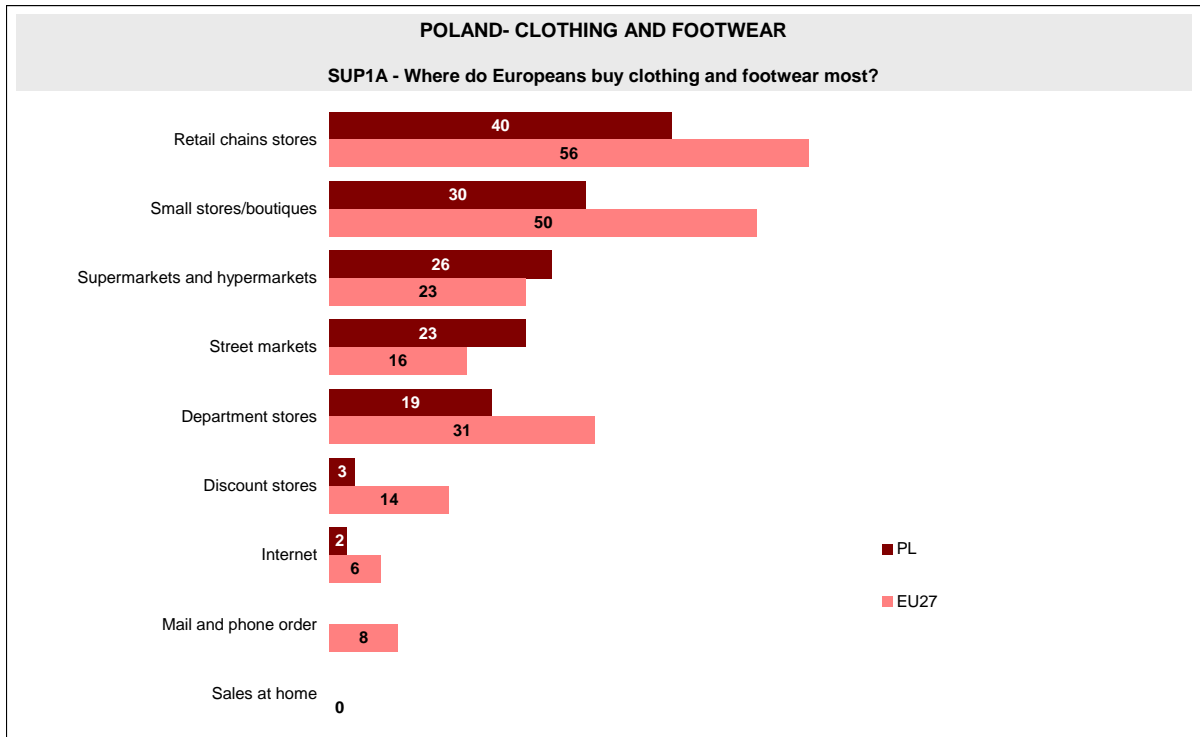 POLAND- CLOTHING AND FOOTWEAR
SUP1A - Where do Europeans buy clothing and footwear most?
Retail chains stores
40
56
Small stores/boutiques
30
50
Supermarkets and hypermarkets
26
23
Street markets
23
16
Department stores
19
31
Discount stores
3
14
Internet
2
6
Mail and phone order
8
Sales at home
0
PL
EU27